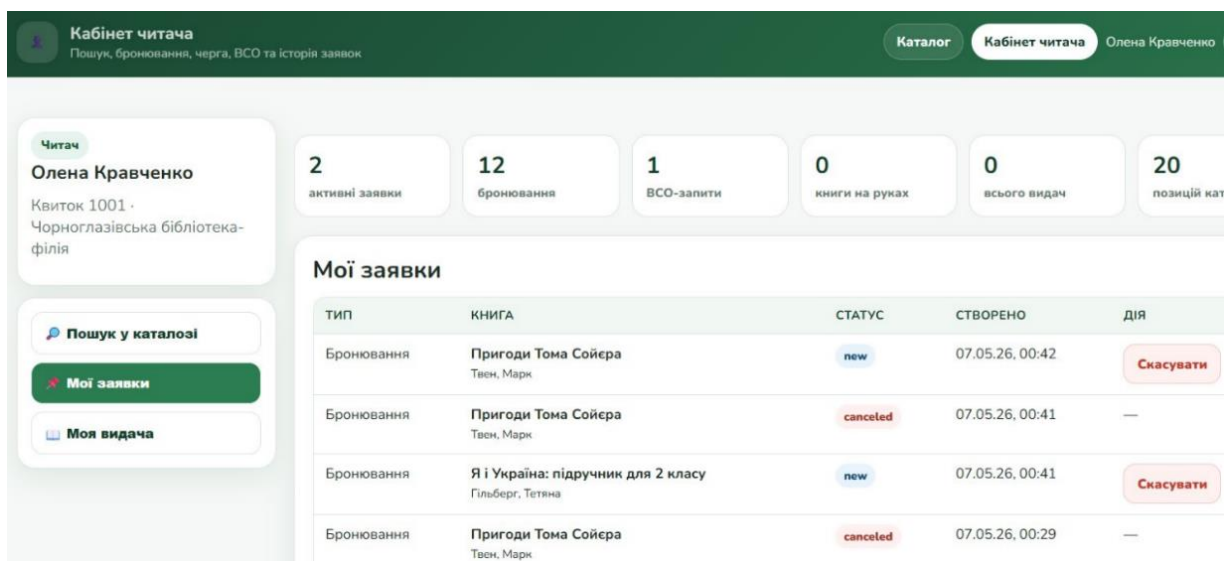 Кабінет читача
Пошук, бронювання, черга, ВСО та історія заявок
Каталог
Кабінет читача
Олена Кравченко
Читач
Олена Кравченко
Квиток 1001 ·
Чорноглазівська бібліотека-
філія
🔎 Пошук у каталозі
📌 Мої заявки
📖 Моя видача
2
активні заявки
12
бронювання
1
ВСО-запити
0
книги на руках
0
всього видач
20
позицій кат
Мої заявки
ТИП КНИГА СТАТУС СТВОРЕНО ДІЯ
Бронювання Пригоди Тома Сойєра new 07.05.26, 00:42 Скасувати
Твен, Марк
Бронювання Пригоди Тома Сойєра canceled 07.05.26, 00:41 —
Твен, Марк
Бронювання Я і Україна: підручник для 2 класу new 07.05.26, 00:41 Скасувати
Гільберг, Тетяна
Бронювання Пригоди Тома Сойєра canceled 07.05.26, 00:29 —
Твен, Марк